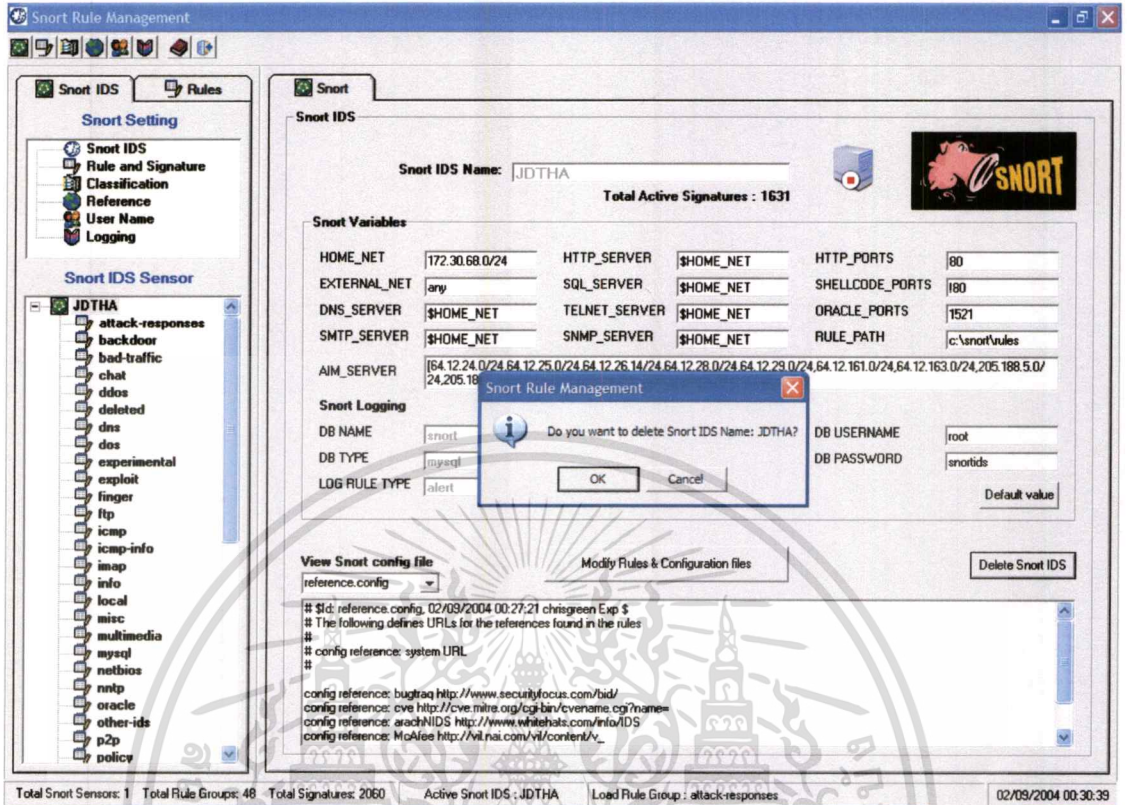 Snort Rule Management
Snort IDS
Rules
Snort Setting
Snort IDS
Rule and Signature
Classification
Reference
User Name
Logging
Snort IDS Sensor
JDTHA
attack-responses
backdoor
bad-traffic
chat
ddos
deleted
dns
dos
experimental
exploit
finger
ftp
icmp
icmp-info
imap
info
local
misc
multimedia
mysql
netbios
nntp
oracle
other-ids
p2p
policy
Snort
Snort IDS
Snort IDS Name: JDTHA
Total Active Signatures : 1631
SNORT
Snort Variables
HOME_NET 172.30.68.0/24 HTTP_SERVER $HOME_NET HTTP_PORTS 80
EXTERNAL_NET any SQL_SERVER $HOME_NET SHELLCODE_PORTS !80
DNS_SERVER $HOME_NET TELNET_SERVER $HOME_NET ORACLE_PORTS 1521
SMTP_SERVER $HOME_NET SNMP_SERVER $HOME_NET RULE_PATH c:\snort\rules
AIM_SERVER [64.12.24.0/24,64.12.25.0/24,64.12.26.14/24,64.12.28.0/24,64.12.29.0/24,64.12.161.0/24,64.12.163.0/24,205.188.5.0/
24,205.18
Snort Logging
DB NAME snort DB USERNAME root
DB TYPE mysql DB PASSWORD snortids
LOG RULE TYPE alert
Default value
Snort Rule Management
Do you want to delete Snort IDS Name: JDTHA?
OK Cancel
View Snort config file
reference.config
Modify Rules & Configuration files
Delete Snort IDS
# $Id: reference.config, 02/09/2004 00:27:21 chrisgreen Exp $
# The following defines URLs for the references found in the rules
#
# config reference: system URL
#
config reference: bugtraq http://www.securityfocus.com/bid/
config reference: cve http://cve.mitre.org/cgi-bin/cvename.cgi?name=
config reference: arachNIDS http://www.whitehats.com/info/IDS
config reference: McAfee http://vil.nai.com/vil/content/v_
Total Snort Sensors: 1 Total Rule Groups: 48 Total Signatures: 2060 Active Snort IDS : JDTHA Load Rule Group : attack-responses 02/09/2004 00:30:39